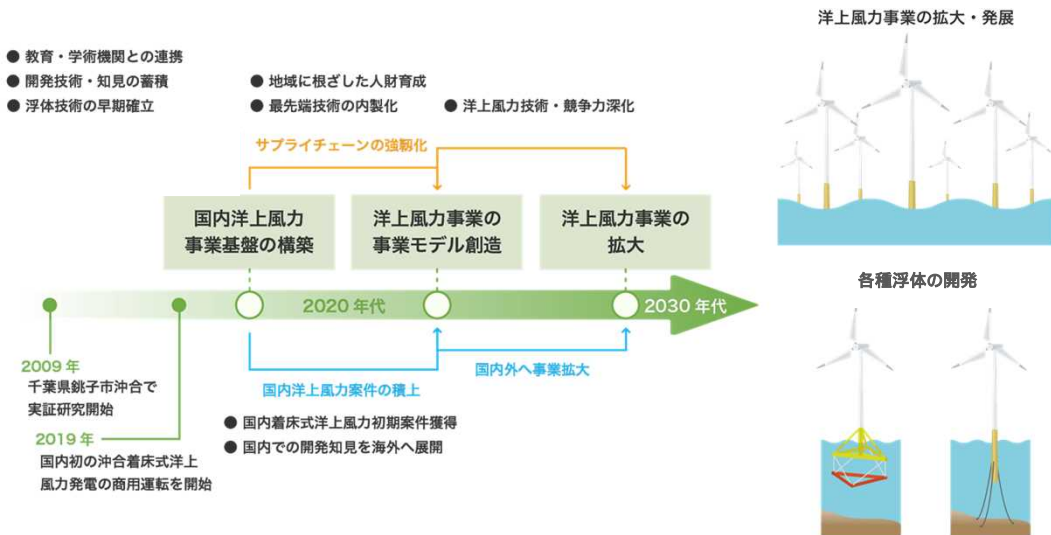 洋上風力事業の拡大・発展
● 教育・学術機関との連携
● 開発技術・知見の蓄積
● 浮体技術の早期確立
● 地域に根ざした人財育成
● 最先端技術の内製化
● 洋上風力技術・競争力深化
サプライチェーンの強靱化
国内洋上風力
事業基盤の構築
洋上風力事業の
事業モデル創造
洋上風力事業の
拡大
2020 年代
2030 年代
2009 年
千葉県銚子市沖合で
実証研究開始
2019 年
国内初の沖合着床式洋上
風力発電の商用運転を開始
国内洋上風力案件の積上
国内外へ事業拡大
● 国内着床式洋上風力初期案件獲得
● 国内での開発知見を海外へ展開
各種浮体の開発